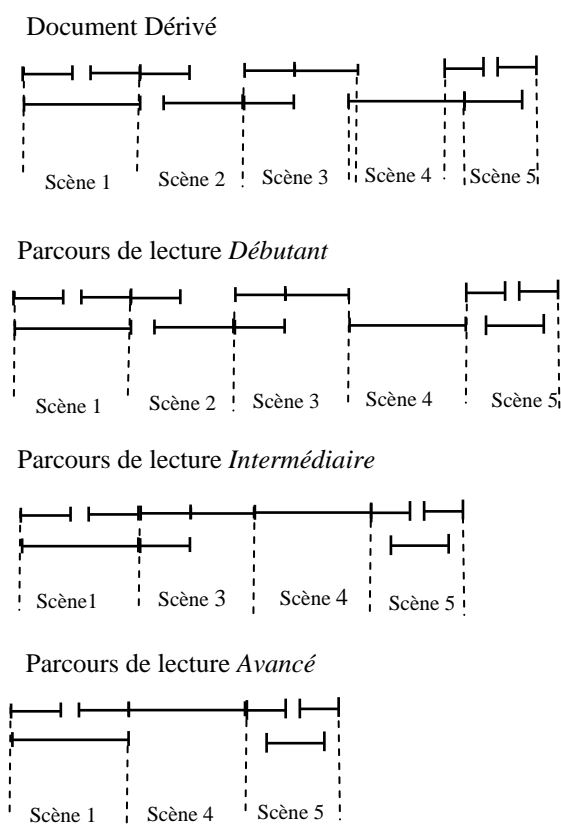 Document Dérivé
Scène 1 Scène 2 Scène 3 Scène 4 Scène 5
Parcours de lecture Débutant
Scène 1 Scène 2 Scène 3 Scène 4 Scène 5
Parcours de lecture Intermédiaire
Scène1 Scène 3 Scène 4 Scène 5
Parcours de lecture Avancé
Scène 1 Scène 4 Scène 5